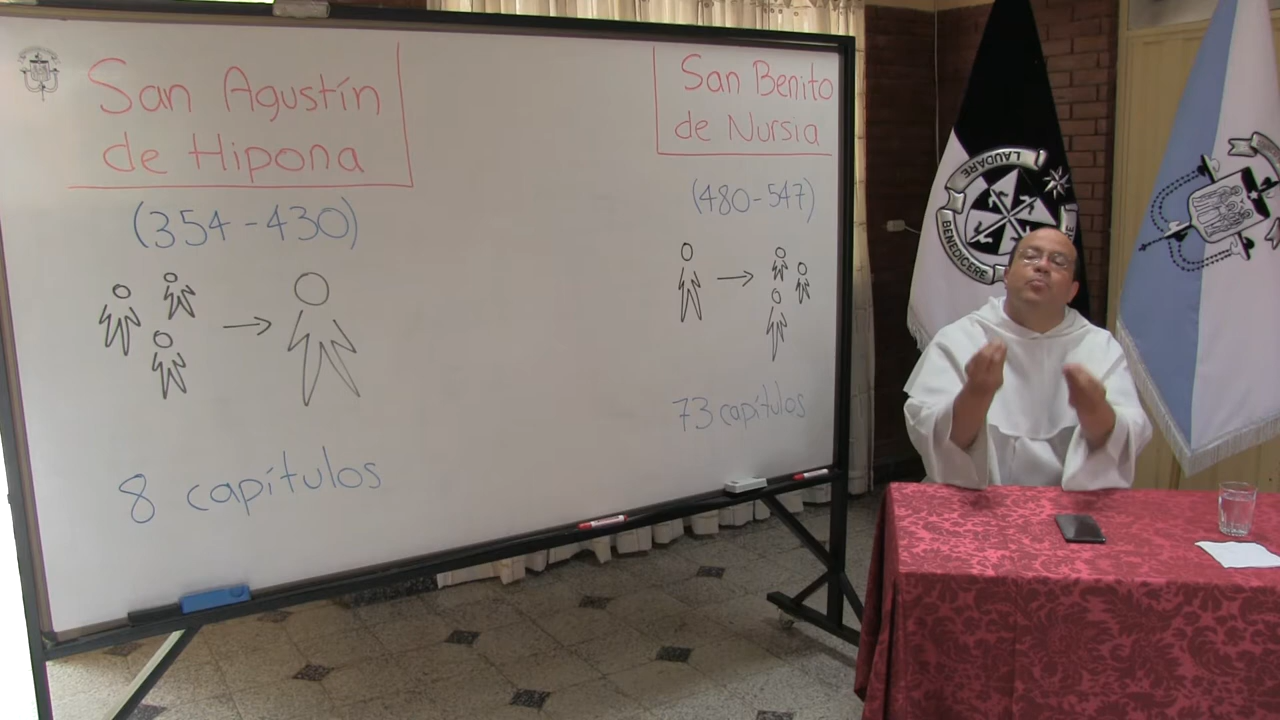 San Agustín
de Hipona
(354-430)
8 capítulos
San Benito
de Nursia
(480-547)
73 capítulos
LAUDARE
BENEDICERE